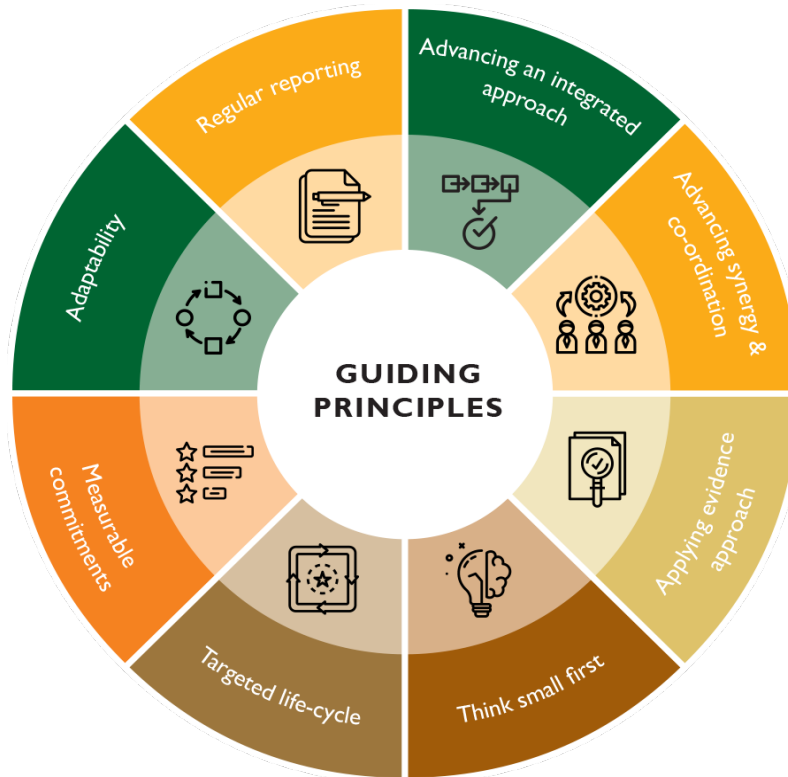 GUIDING
PRINCIPLES
Advancing an integrated
approach
Advancing synergy &
co-ordination
Applying evidence
approach
Think small first
Targeted life-cycle
Measurable
commitments
Adaptability
Regular reporting